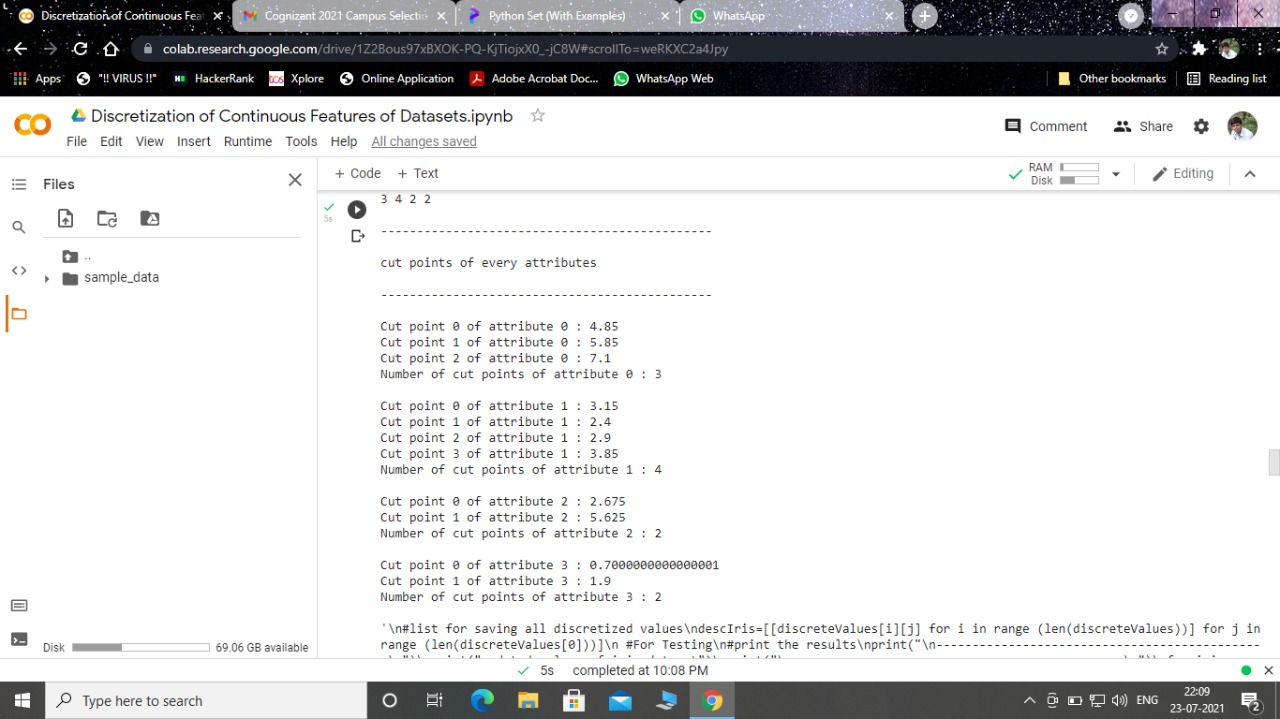 Discretization of Continuous Fea
Cognizant 2021 Campus Selecti
Python Set (With Examples)
WhatsApp
colab.research.google.com/drive/1Z2Bous97xBXOK-PQ-KjTiojxX0_-jC8W#scrollTo=weRKXC2a4Jpy
Apps
"!! VIRUS !!"
HackerRank
Xplore
Online Application
Adobe Acrobat Doc...
WhatsApp Web
Other bookmarks
Reading list
Discretization of Continuous Features of Datasets.ipynb
Comment
Share
File Edit View Insert Runtime Tools Help All changes saved
Files
+ Code + Text
RAM
Disk
Editing
..
sample_data
5s
3 4 2 2
----------------------------------------------
cut points of every attributes
----------------------------------------------
Cut point 0 of attribute 0 : 4.85
Cut point 1 of attribute 0 : 5.85
Cut point 2 of attribute 0 : 7.1
Number of cut points of attribute 0 : 3
Cut point 0 of attribute 1 : 3.15
Cut point 1 of attribute 1 : 2.4
Cut point 2 of attribute 1 : 2.9
Cut point 3 of attribute 1 : 3.85
Number of cut points of attribute 1 : 4
Cut point 0 of attribute 2 : 2.675
Cut point 1 of attribute 2 : 5.625
Number of cut points of attribute 2 : 2
Cut point 0 of attribute 3 : 0.7000000000000001
Cut point 1 of attribute 3 : 1.9
Number of cut points of attribute 3 : 2
'\n#list for saving all discretized values\ndescIris=[[discreteValues[i][j] for i in range (len(discreteValues))] for j in
range (len(discreteValues[0]))]\n #For Testing\n#print the results\nprint("\n---------------------------------------------
Disk
69.06 GB available
5s completed at 10:08 PM
Type here to search
ENG
22:09
23-07-2021
2